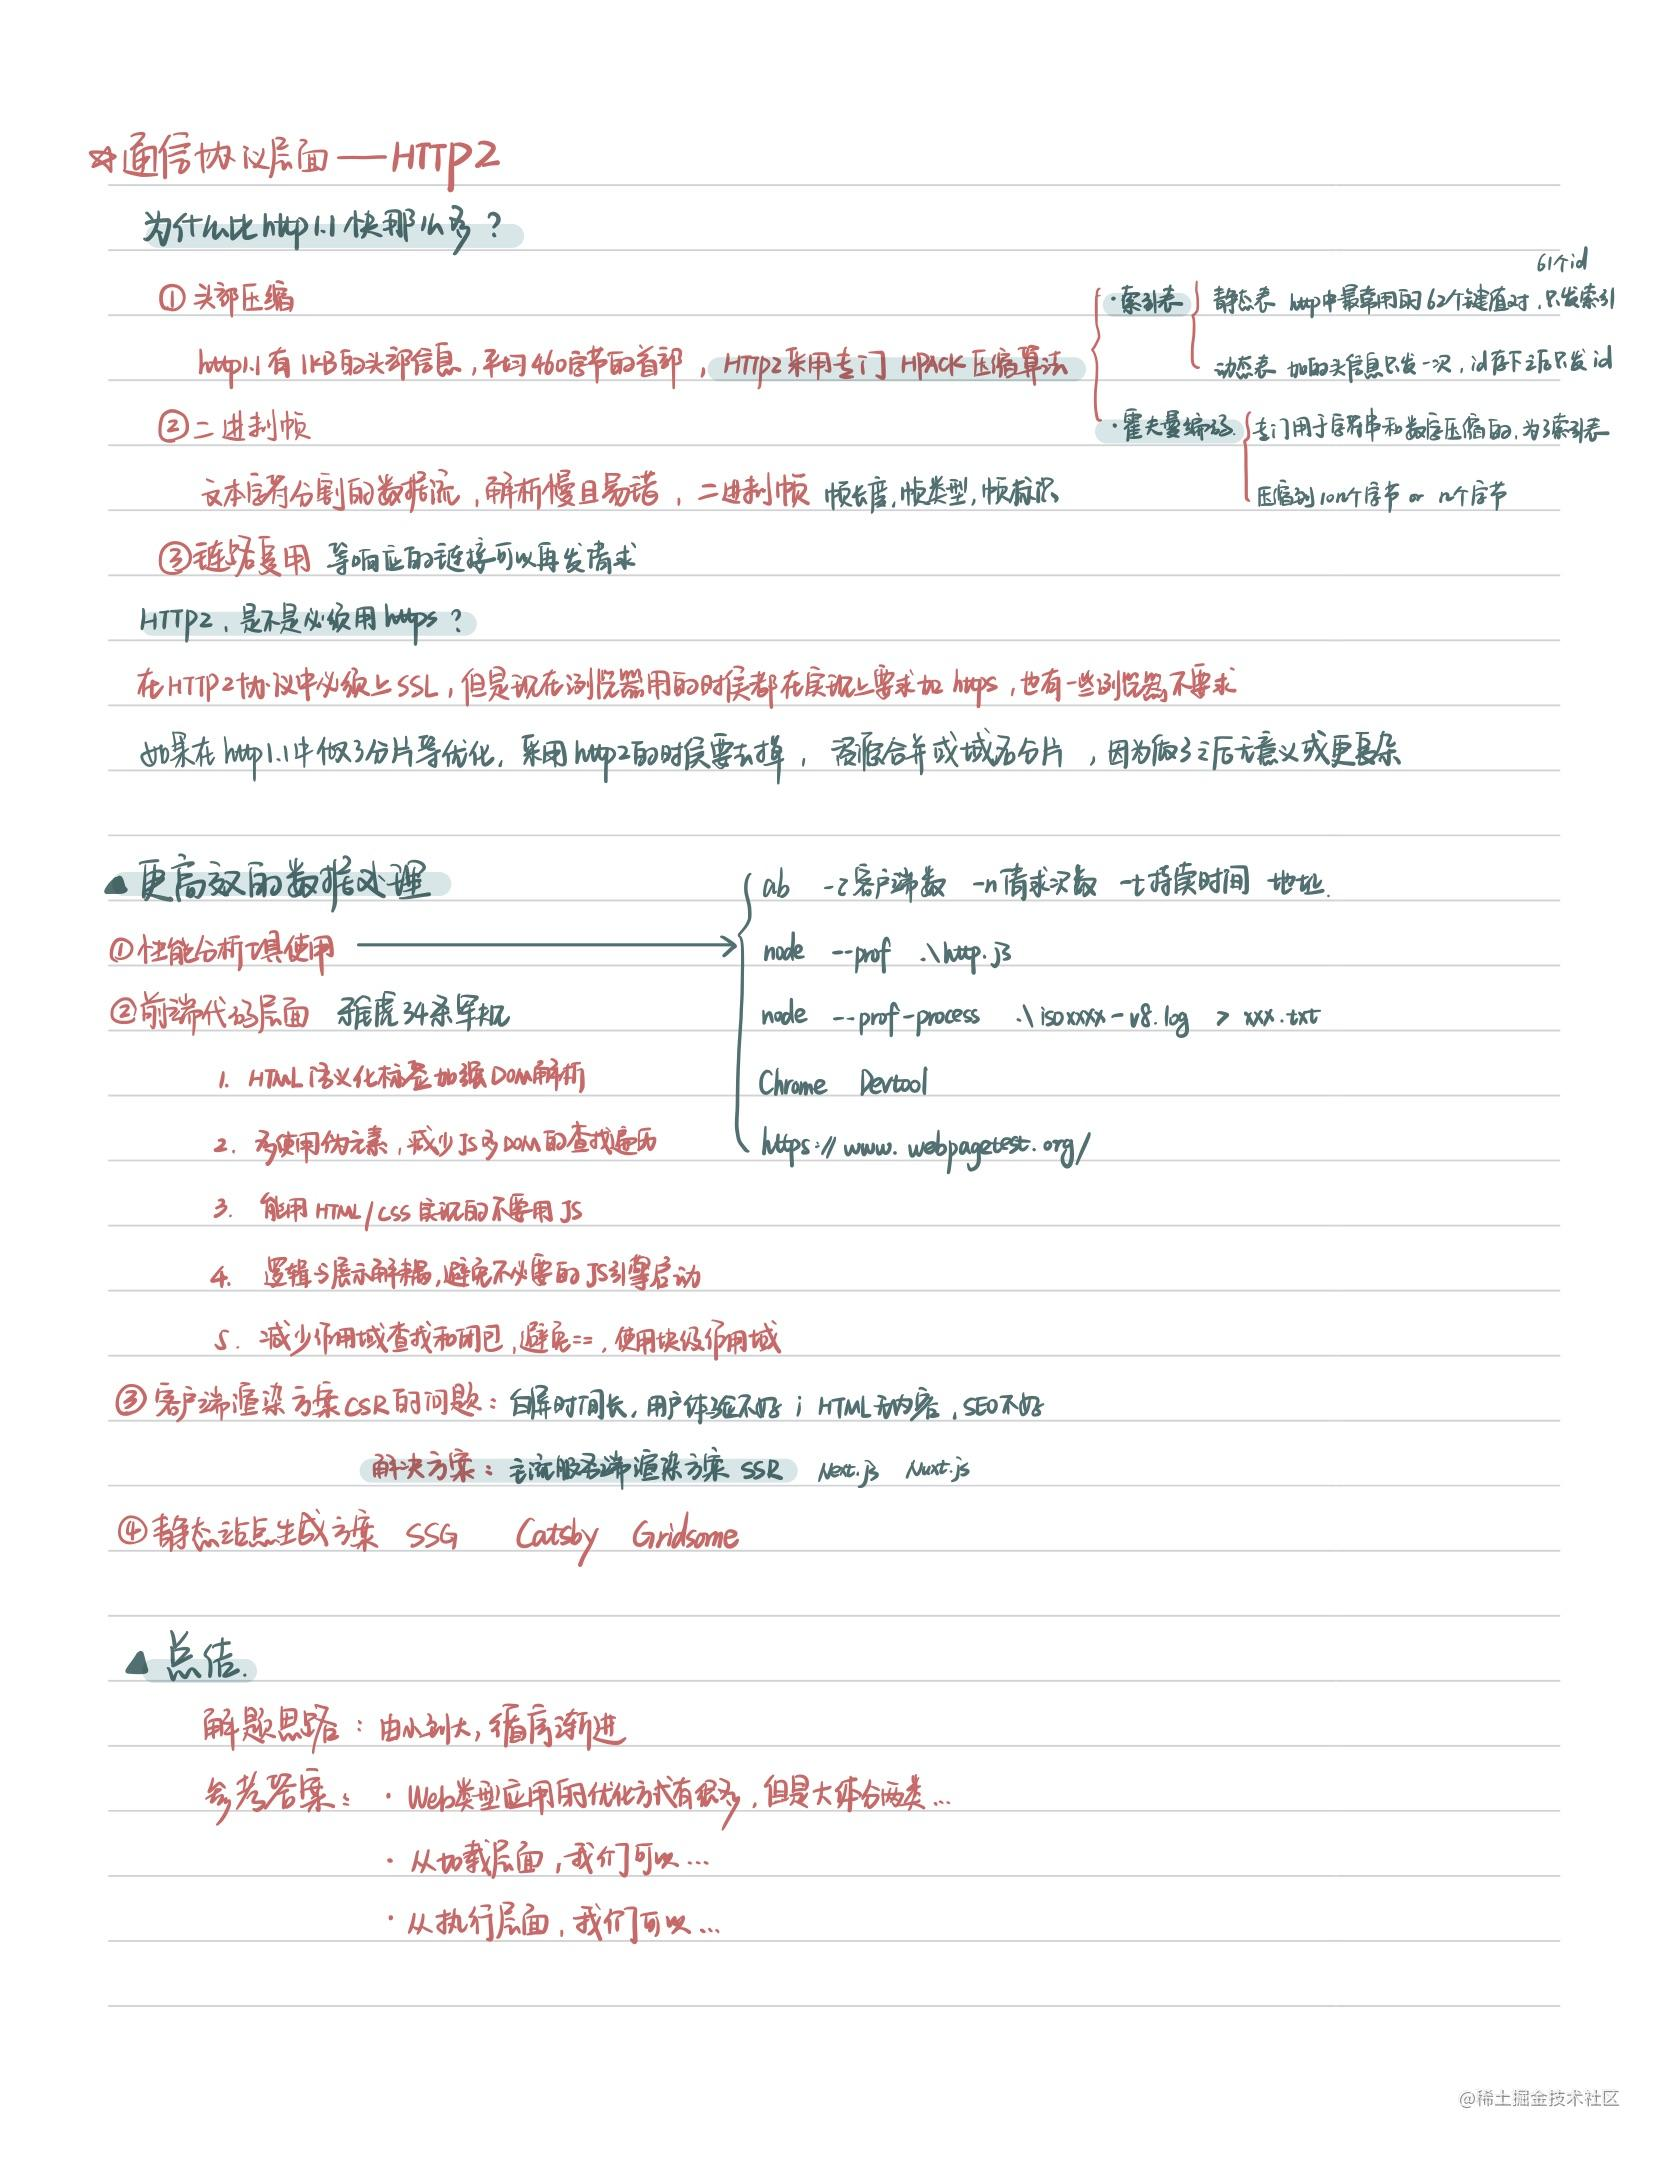 ☆通信协议层面——HTTP2
为什么比http1.1快那么多?
① 头部压缩
http1.1有1KB的头部信息,平均460字节的首部,HTTP2采用专门HPACK压缩算法
61个id
·索引表 静态表 http中最常用的62个键值对,只发索引
动态表 加的头信息只发一次,id存下之后只发id
·霍夫曼编码. 专门用于字符串和数字压缩的,为了索引表
压缩到10n个字节 or n个字节
②二进制帧
文本字符分割的数据流,解析慢且易错,二进制帧 帧长度,帧类型,帧标识
③链路复用 等响应的链接可以再发请求
HTTP2,是不是必须用https?
在HTTP2协议中必须上SSL,但是现在浏览器用的时候都在实现上要求加https,也有一些浏览器不要求
如果在http1.1中做了分片等优化,采用http2的时候要去掉,资源合并或域名分片,因为做了之后无意义或更复杂
▲更高效的数据处理
①性能分析工具使用
ab -c客户端数 -n请求次数 -t持续时间 地址.
node --prof .\http.js
node --prof-process .\isoxxxx-v8.log > xxx.txt
Chrome Devtool
https://www.webpagetest.org/
②前端代码层面 雅虎34条军规
1. HTML语义化标签加强DOM解析
2. 多使用伪元素,减少JS多DOM的查找遍历
3. 能用HTML/CSS实现的不要用JS
4. 逻辑与展示解耦,避免不必要的JS引擎启动
5. 减少作用域查找和闭包,避免==,使用块级作用域
③客户端渲染方案CSR的问题:白屏时间长,用户体验不好;HTML无内容,SEO不好
解决方案:主流服务端渲染方案SSR Next.js Nuxt.js
④静态站点生成方案 SSG Catsby Gridsome
▲总结.
解题思路:由小到大,循序渐进
参考答案:·Web类型应用的优化方式有很多,但是大体分两类...
·从加载层面,我们可以...
·从执行层面,我们可以...
@稀土掘金技术社区